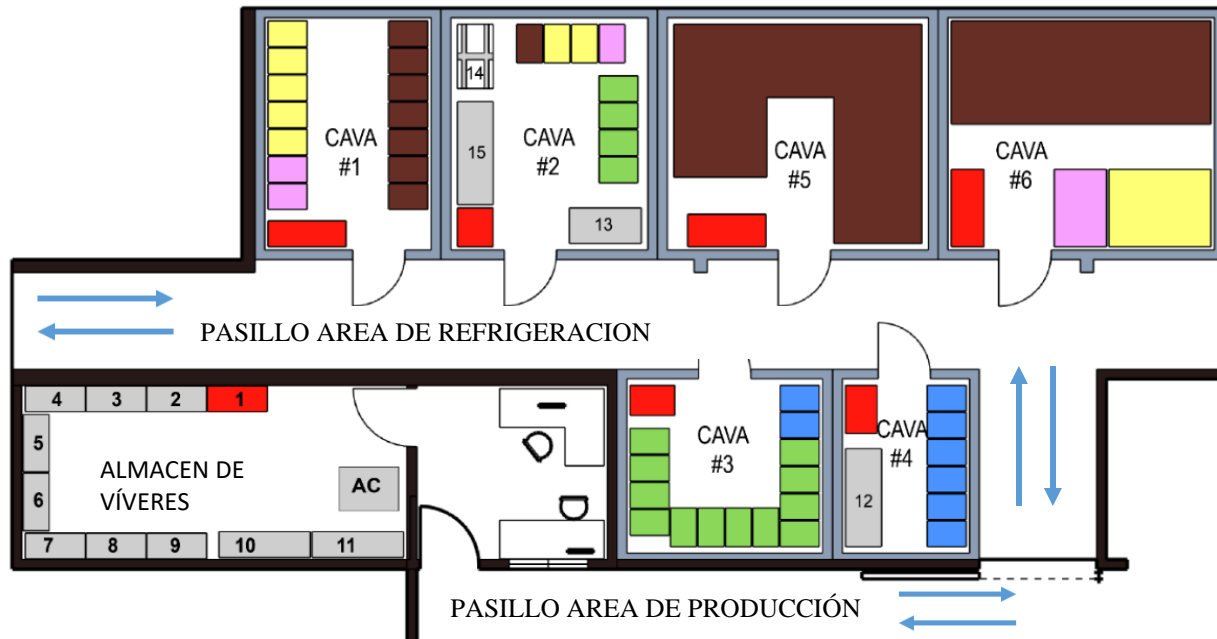 14
15
13
CAVA
#1
CAVA
#2
CAVA
#5
CAVA
#6
PASILLO AREA DE REFRIGERACION
4
3
2
1
5
6
7
8
9
10
11
ALMACEN DE
VÍVERES
AC
CAVA
#3
CAVA
#4
12
PASILLO AREA DE PRODUCCIÓN